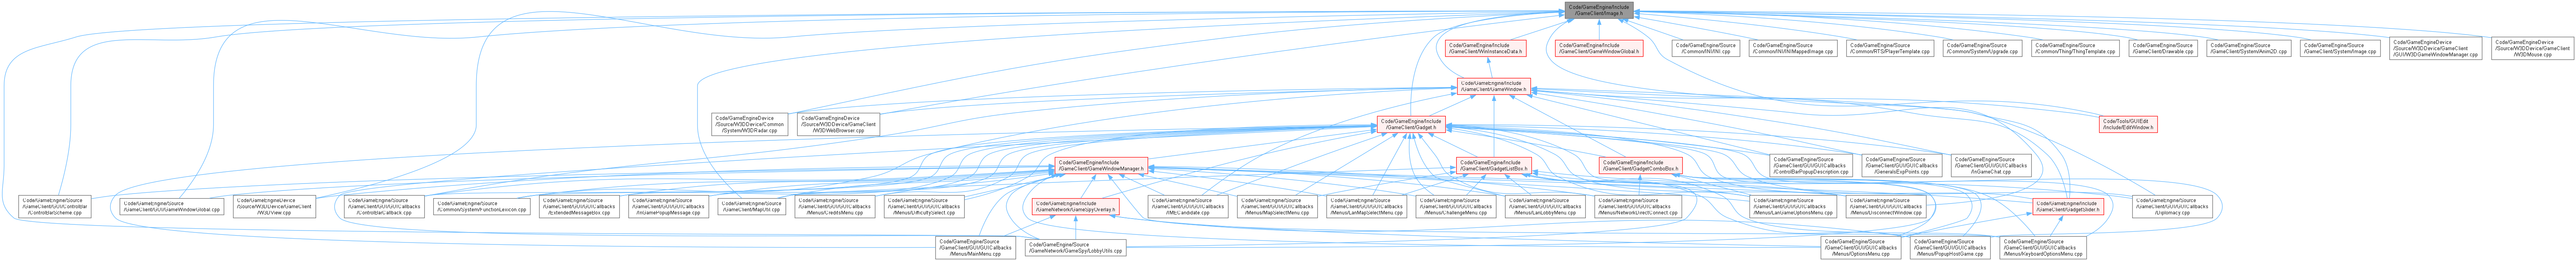 Code/GameEngine/Include
/GameClient/Image.h
Code/GameEngine/Include
/GameClient/WinInstanceData.h
Code/GameEngine/Include
/GameClient/GameWindowGlobal.h
Code/GameEngine/Source
/Common/INI/INI.cpp
Code/GameEngine/Source
/Common/INI/INIMappedImage.cpp
Code/GameEngine/Source
/Common/RTS/PlayerTemplate.cpp
Code/GameEngine/Source
/Common/System/Upgrade.cpp
Code/GameEngine/Source
/Common/Thing/ThingTemplate.cpp
Code/GameEngine/Source
/GameClient/Drawable.cpp
Code/GameEngine/Source
/GameClient/System/Anim2D.cpp
Code/GameEngine/Source
/GameClient/System/Image.cpp
Code/GameEngineDevice
/Source/W3DDevice/GameClient
/GUI/W3DGameWindowManager.cpp
Code/GameEngineDevice
/Source/W3DDevice/GameClient
/W3DMouse.cpp
Code/GameEngine/Include
/GameClient/GameWindow.h
Code/GameEngineDevice
/Source/W3DDevice/Common
/System/W3DRadar.cpp
Code/GameEngineDevice
/Source/W3DDevice/GameClient
/W3DWebBrowser.cpp
Code/GameEngine/Include
/GameClient/Gadget.h
Code/Tools/GUIEdit
/Include/EditWindow.h
Code/GameEngine/Include
/GameClient/GameWindowManager.h
Code/GameEngine/Include
/GameClient/GadgetListBox.h
Code/GameEngine/Include
/GameClient/GadgetComboBox.h
Code/GameEngine/Source
/GameClient/GUI/GUICallbacks
/ControlBarPopupDescription.cpp
Code/GameEngine/Source
/GameClient/GUI/GUICallbacks
/GeneralsExpPoints.cpp
Code/GameEngine/Source
/GameClient/GUI/GUICallbacks
/InGameChat.cpp
Code/GameEngine/Source
/GameClient/GUI/ControlBar
/ControlBarScheme.cpp
Code/GameEngine/Source
/GameClient/GUI/GameWindowGlobal.cpp
Code/GameEngineDevice
/Source/W3DDevice/GameClient
/W3DView.cpp
Code/GameEngine/Source
/GameClient/GUI/GUICallbacks
/ControlBarCallback.cpp
Code/GameEngine/Source
/Common/System/FunctionLexicon.cpp
Code/GameEngine/Source
/GameClient/GUI/GUICallbacks
/ExtendedMessageBox.cpp
Code/GameEngine/Source
/GameClient/GUI/GUICallbacks
/InGamePopupMessage.cpp
Code/GameEngine/Source
/GameClient/MapUtil.cpp
Code/GameEngine/Source
/GameClient/GUI/GUICallbacks
/Menus/CreditsMenu.cpp
Code/GameEngine/Source
/GameClient/GUI/GUICallbacks
/Menus/DifficultySelect.cpp
Code/GameEngine/Include
/GameNetwork/GameSpyOverlay.h
Code/GameEngine/Source
/GameClient/GUI/GUICallbacks
/IMECandidate.cpp
Code/GameEngine/Source
/GameClient/GUI/GUICallbacks
/Menus/MapSelectMenu.cpp
Code/GameEngine/Source
/GameClient/GUI/GUICallbacks
/Menus/LanMapSelectMenu.cpp
Code/GameEngine/Source
/GameClient/GUI/GUICallbacks
/Menus/ChallengeMenu.cpp
Code/GameEngine/Source
/GameClient/GUI/GUICallbacks
/Menus/LanLobbyMenu.cpp
Code/GameEngine/Source
/GameClient/GUI/GUICallbacks
/Menus/NetworkDirectConnect.cpp
Code/GameEngine/Source
/GameClient/GUI/GUICallbacks
/Menus/LanGameOptionsMenu.cpp
Code/GameEngine/Source
/GameClient/GUI/GUICallbacks
/Menus/DisconnectWindow.cpp
Code/GameEngine/Include
/GameClient/GadgetSlider.h
Code/GameEngine/Source
/GameClient/GUI/GUICallbacks
/Diplomacy.cpp
Code/GameEngine/Source
/GameClient/GUI/GUICallbacks
/Menus/MainMenu.cpp
Code/GameEngine/Source
/GameNetwork/GameSpy/LobbyUtils.cpp
Code/GameEngine/Source
/GameClient/GUI/GUICallbacks
/Menus/OptionsMenu.cpp
Code/GameEngine/Source
/GameClient/GUI/GUICallbacks
/Menus/PopupHostGame.cpp
Code/GameEngine/Source
/GameClient/GUI/GUICallbacks
/Menus/KeyboardOptionsMenu.cpp